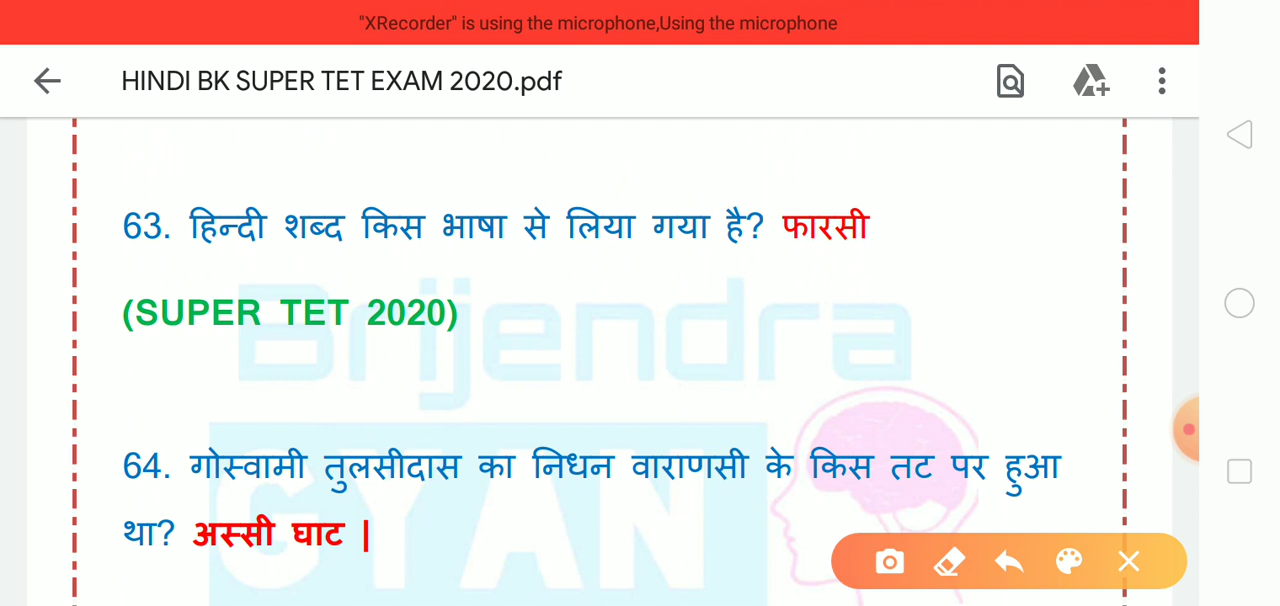 "XRecorder" is using the microphone,Using the microphone
HINDI BK SUPER TET EXAM 2020.pdf
63. हिन्दी शब्द किस भाषा से लिया गया है? फारसी
(SUPER TET 2020)
Brijendra
64. गोस्वामी तुलसीदास का निधन वाराणसी के किस तट पर हुआ
था? अस्सी घाट |
GYAN